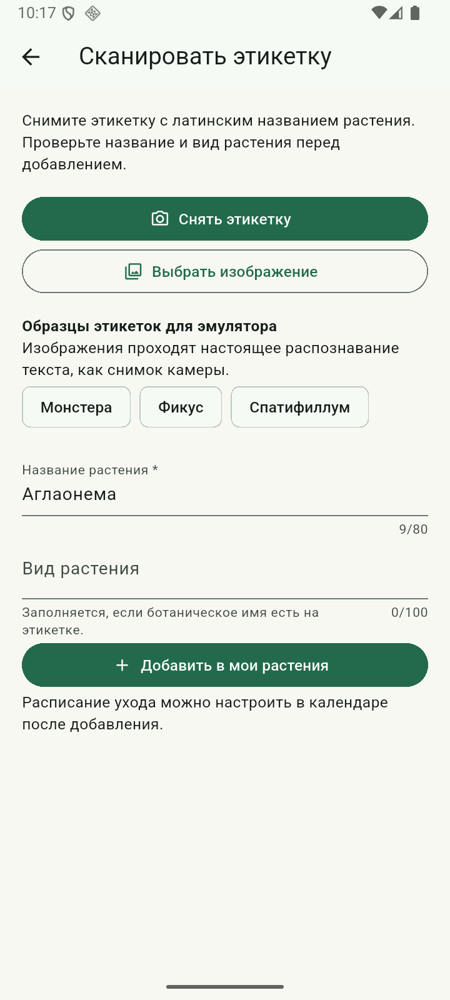 10:17
Сканировать этикетку
Снимите этикетку с латинским названием растения.
Проверьте название и вид растения перед
добавлением.
Снять этикетку
Выбрать изображение
Образцы этикеток для эмулятора
Изображения проходят настоящее распознавание
текста, как снимок камеры.
Монстера Фикус Спатифиллум
Название растения *
Аглаонема
9/80
Вид растения
Заполняется, если ботаническое имя есть на 0/100
этикетке.
Добавить в мои растения
Расписание ухода можно настроить в календаре
после добавления.